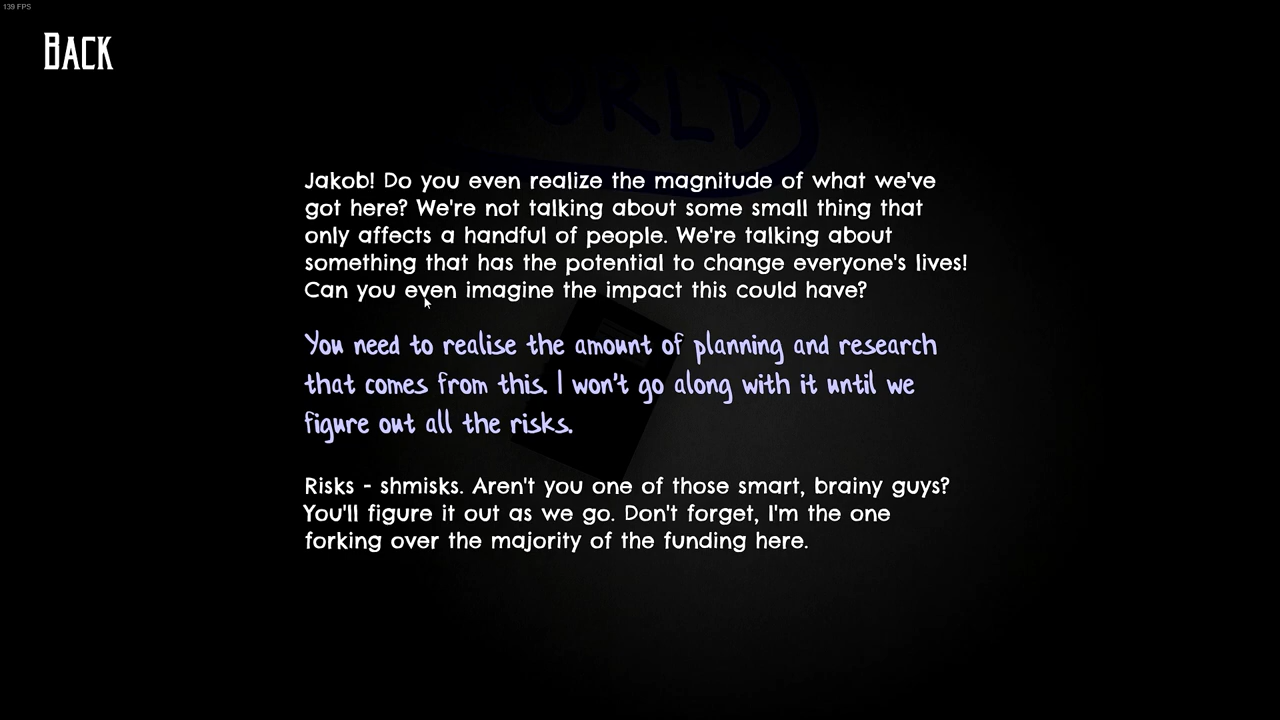 139 FPS
BACK
ORLD
Jakob! Do you even realize the magnitude of what we've
got here? We're not talking about some small thing that
only affects a handful of people. We're talking about
something that has the potential to change everyone's lives!
Can you even imagine the impact this could have?
You need to realise the amount of planning and research
that comes from this. I won't go along with it until we
figure out all the risks.
Risks - shmisks. Aren't you one of those smart, brainy guys?
You'll figure it out as we go. Don't forget, I'm the one
forking over the majority of the funding here.